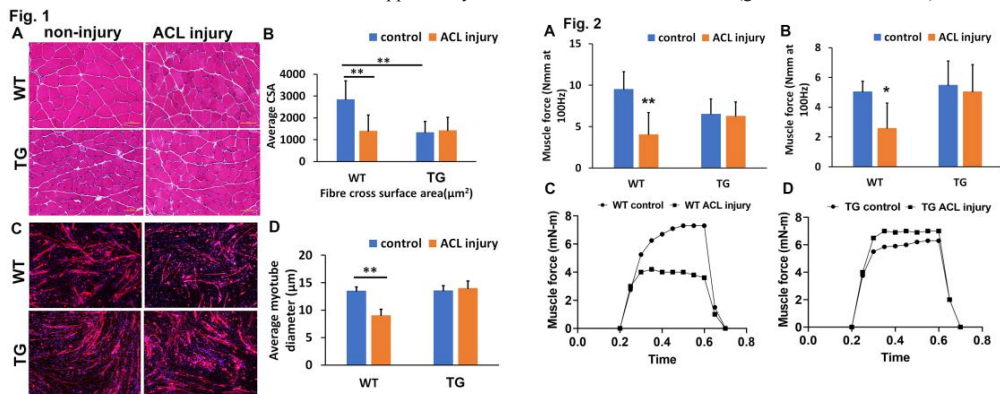 Fig. 1
A
non-injury
ACL injury
WT
TG
B
control
ACL injury
**
**
Average CSA
4000
3000
2000
1000
0
WT
TG
Fibre cross surface area(µm²)
C
WT
TG
D
control
ACL injury
**
Average myotube
diameter (µm)
20
15
10
5
0
WT
TG
Fig. 2
A
control
ACL injury
Muscle force (Nmm at
100Hz)
15
10
5
0
**
WT
TG
B
control
ACL injury
Muscle force (Nmm at
100Hz)
8
6
4
2
0
*
WT
TG
C
WT control
WT ACL injury
Muscle force (mN-m)
8
6
4
2
0
0.0
0.2
0.4
0.6
0.8
Time
D
TG control
TG ACL injury
Muscle force (mN-m)
8
6
4
2
0
0.0
0.2
0.4
0.6
0.8
Time